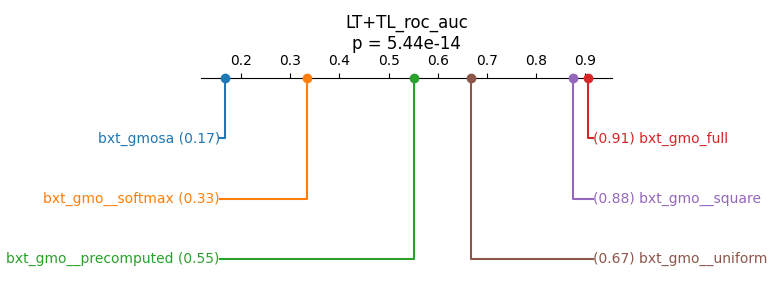 LT+TL_roc_auc
p = 5.44e-14
0.2 0.3 0.4 0.5 0.6 0.7 0.8 0.9
bxt_gmosa (0.17) (0.91) bxt_gmo_full
bxt_gmo__softmax (0.33) (0.88) bxt_gmo__square
bxt_gmo__precomputed (0.55) (0.67) bxt_gmo__uniform